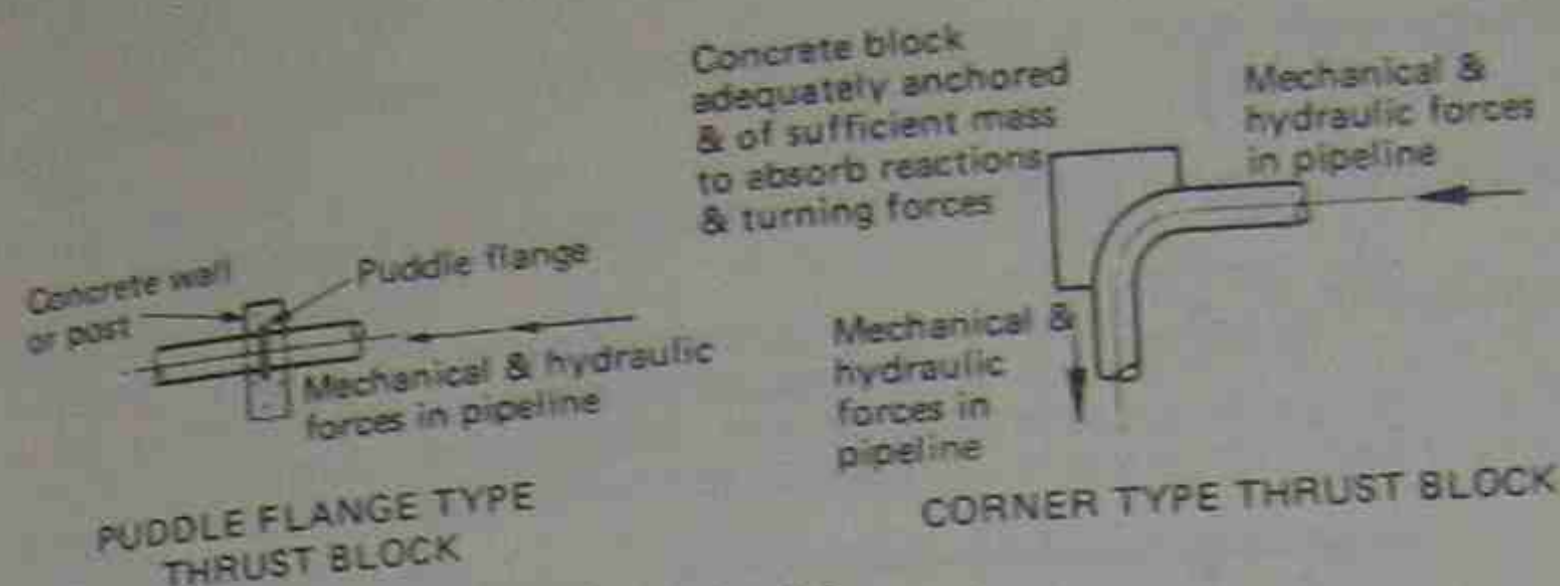 Concrete block
adequately anchored
& of sufficient mass
to absorb reactions
& turning forces
Mechanical &
hydraulic forces
in pipeline
Concrete wall
or post
Puddle flange
Mechanical & hydraulic
forces in pipeline
Mechanical &
hydraulic
forces in
pipeline
PUDDLE FLANGE TYPE
THRUST BLOCK
CORNER TYPE THRUST BLOCK